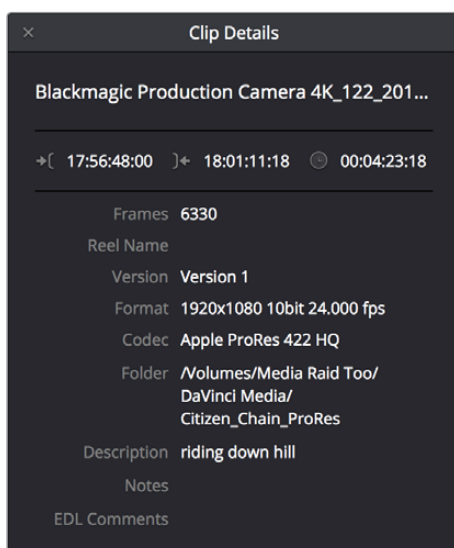 Clip Details
Blackmagic Production Camera 4K_122_201...
17:56:48:00 18:01:11:18 00:04:23:18
Frames 6330
Reel Name
Version Version 1
Format 1920x1080 10bit 24.000 fps
Codec Apple ProRes 422 HQ
Folder /Volumes/Media Raid Too/
DaVinci Media/
Citizen_Chain_ProRes
Description riding down hill
Notes
EDL Comments